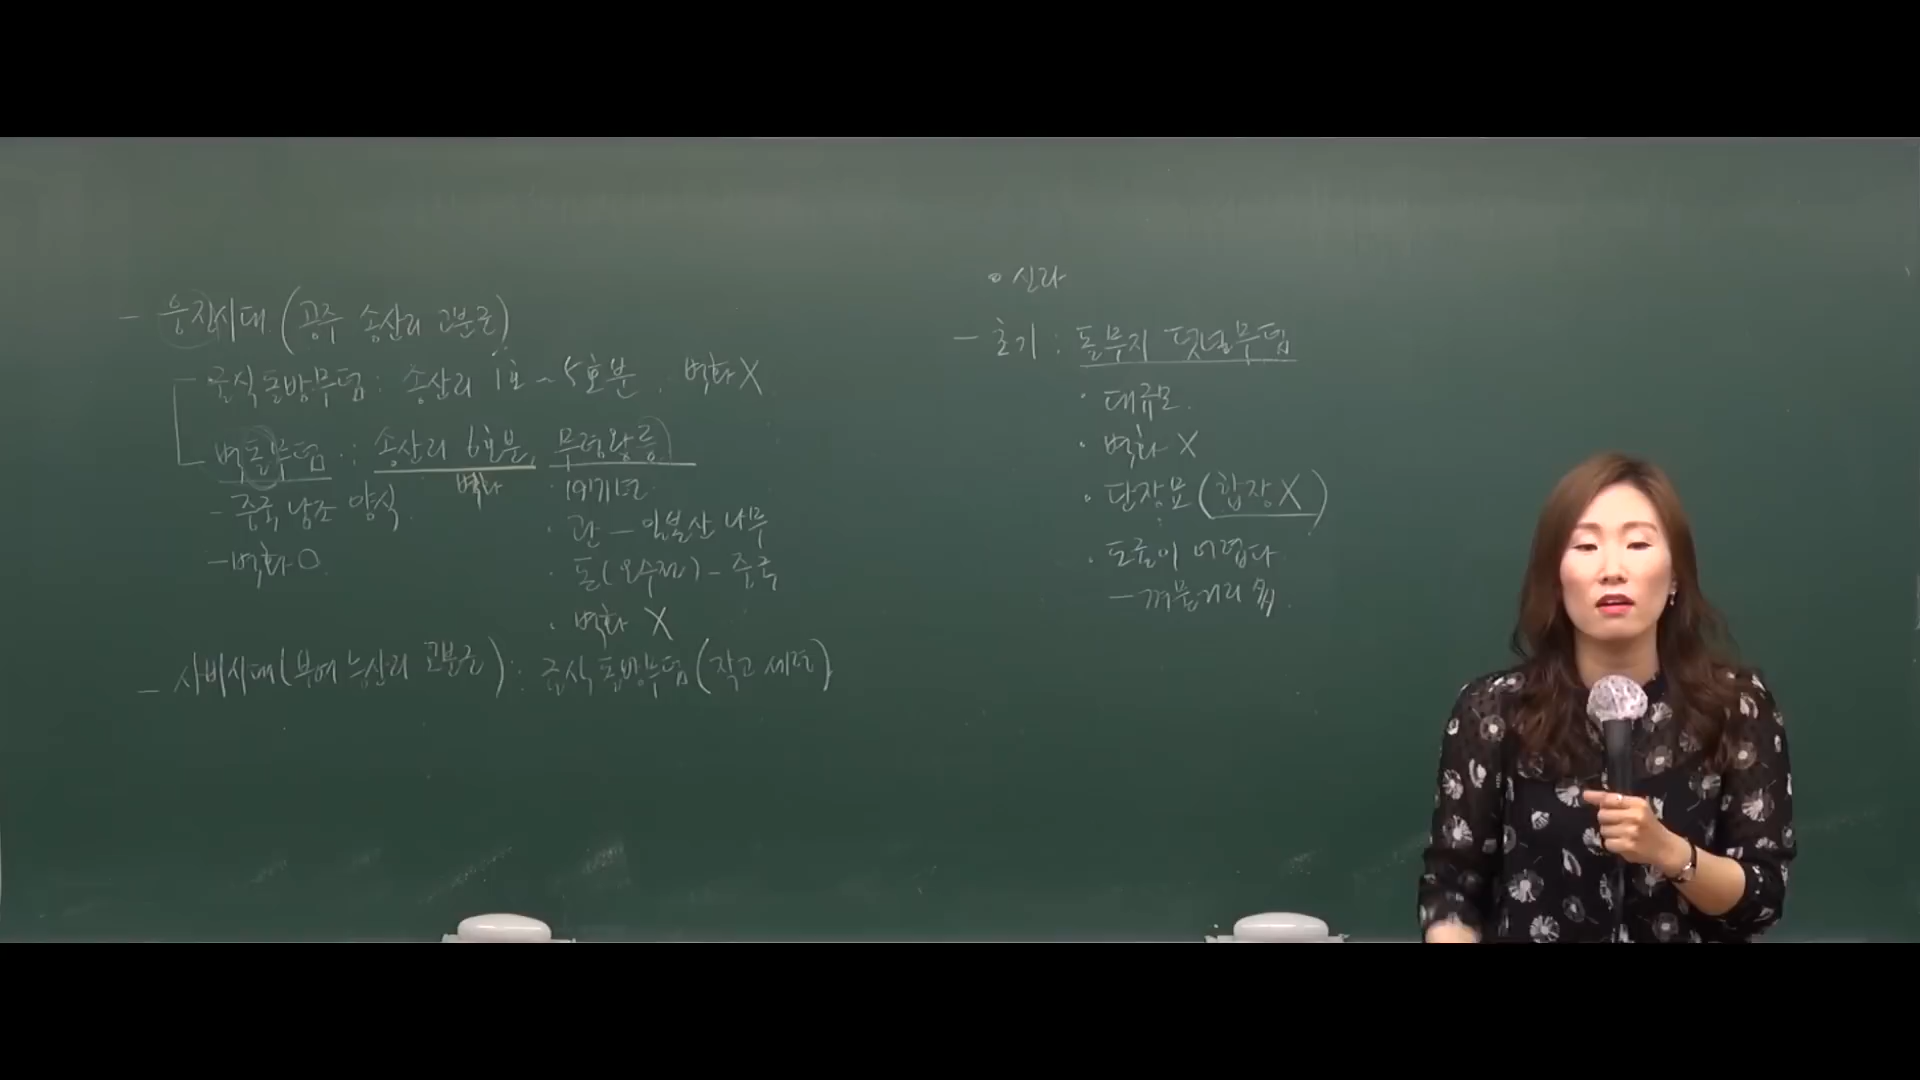 - 웅진시대 (공주 송산리 고분군)
- 굴식돌방무덤 : 송산리 1호~5호분, 벽화 X
벽돌무덤 : 송산리 6호분, 무령왕릉
벽화
- 중국 남조 양식
- 벽화 O
· 1971년
· 관 - 일본산 나무
· 돈(오수전) - 중국
· 벽화 X
- 사비시대(부여 능산리 고분군) : 굴식돌방무덤(작고 세련)
신라
- 초기 : 돌무지 덧널무덤
· 대규모.
· 벽화 X
· 단장묘 (합장X)
· 도굴이 어렵다
- 껴묻거리 多.